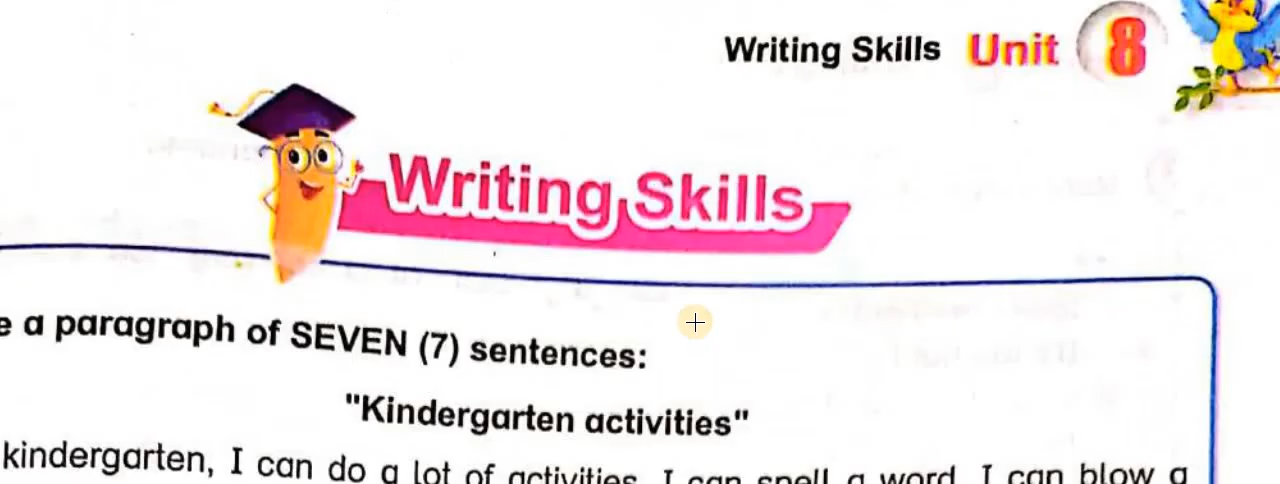 Writing Skills Unit 8
Writing Skills
e a paragraph of SEVEN (7) sentences:
"Kindergarten activities"
kindergarten, I can do a lot of activities. I can spell a word. I can blow a